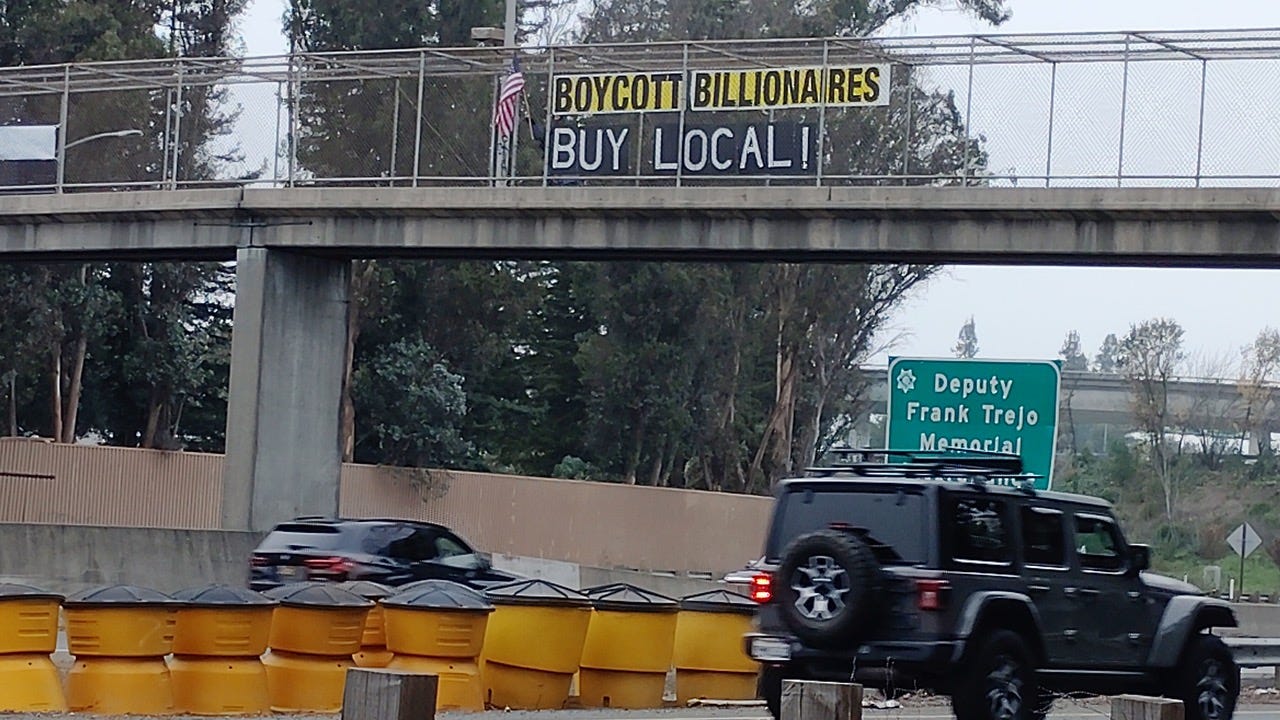 BOYCOTT BILLIONAIRES
BUY LOCAL!
Deputy
Frank Trejo
Memorial